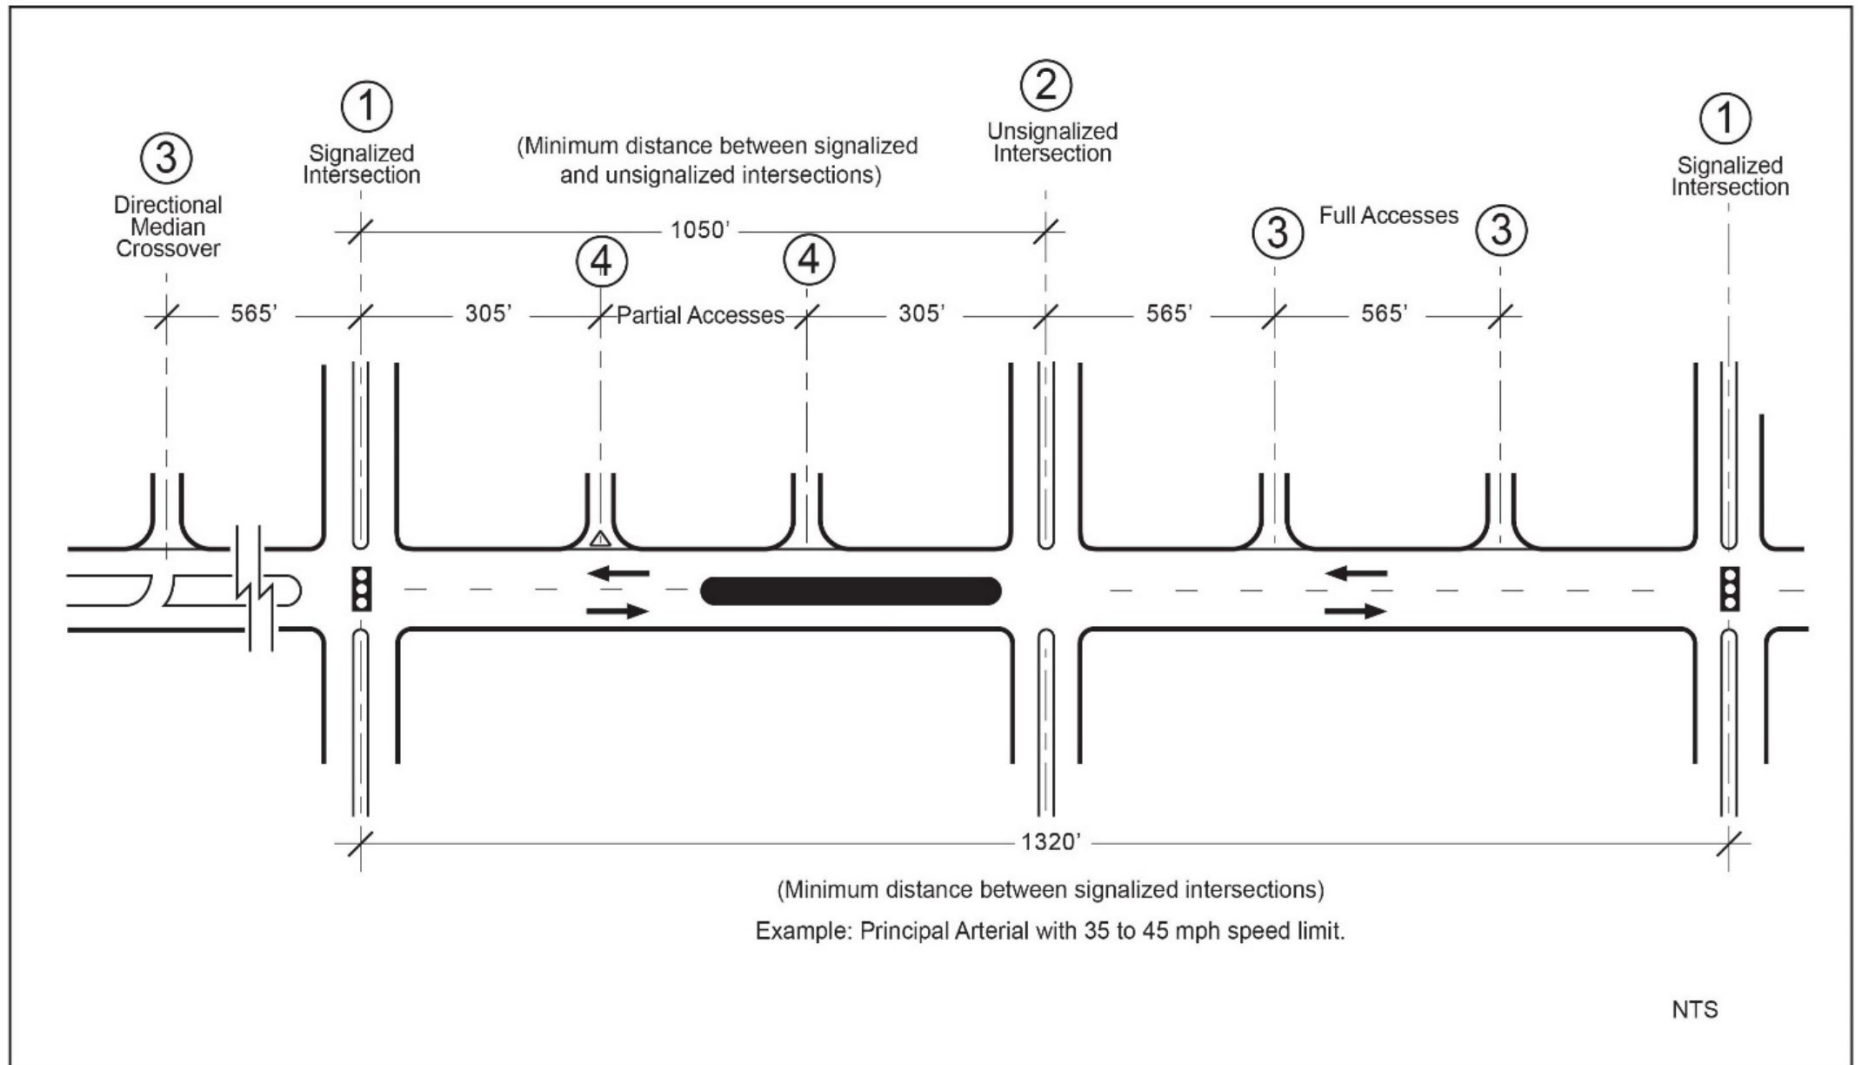 3
Directional
Median
Crossover
1
Signalized
Intersection
(Minimum distance between signalized
and unsignalized intersections)
2
Unsignalized
Intersection
1
Signalized
Intersection
1050'
4
4
3
Full Accesses
3
565'
305'
Partial Accesses
305'
565'
565'
1320'
(Minimum distance between signalized intersections)
Example: Principal Arterial with 35 to 45 mph speed limit.
NTS